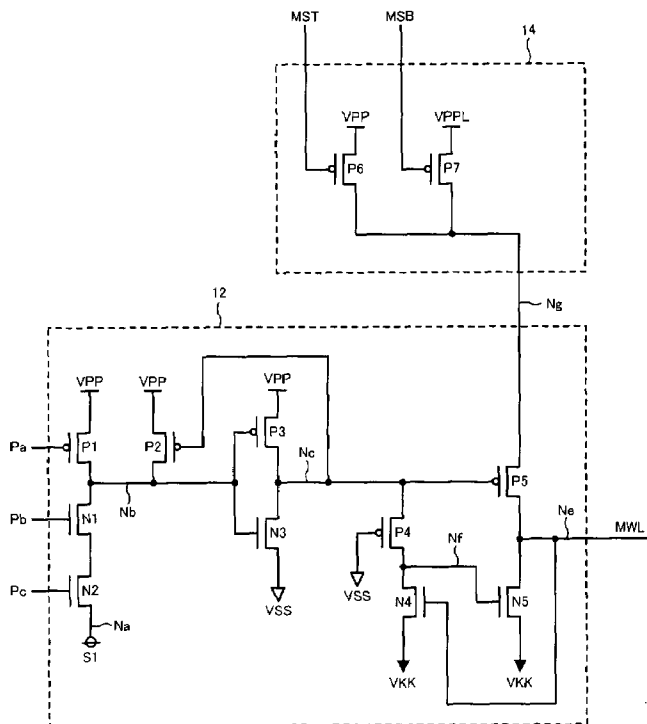 MST MSB
14
VPP VPPL
P6 P7
12
Ng
VPP VPP VPP
Pa P1 P2 P3
Nc
P5
Nb
Ne
MWL
Pb N1 N3 P4
Nf
Pc N2 VSS VSS N4 N5
Na
S1
VKK VKK